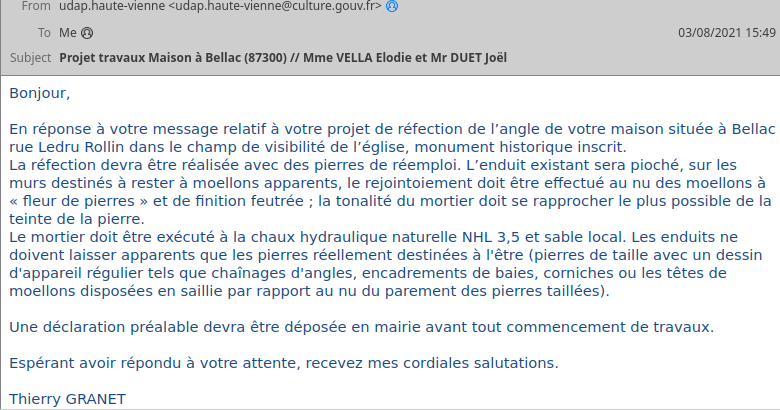 From udap.haute-vienne <udap.haute-vienne@culture.gouv.fr>
To Me 03/08/2021 15:49
Subject Projet travaux Maison à Bellac (87300) // Mme VELLA Elodie et Mr DUET Joël
Bonjour,
En réponse à votre message relatif à votre projet de réfection de l’angle de votre maison située à Bellac
rue Ledru Rollin dans le champ de visibilité de l’église, monument historique inscrit.
La réfection devra être réalisée avec des pierres de réemploi. L’enduit existant sera pioché, sur les
murs destinés à rester à moellons apparents, le rejointoiement doit être effectué au nu des moellons à
« fleur de pierres » et de finition feutrée ; la tonalité du mortier doit se rapprocher le plus possible de la
teinte de la pierre.
Le mortier doit être exécuté à la chaux hydraulique naturelle NHL 3,5 et sable local. Les enduits ne
doivent laisser apparents que les pierres réellement destinées à l'être (pierres de taille avec un dessin
d'appareil régulier tels que chaînages d'angles, encadrements de baies, corniches ou les têtes de
moellons disposées en saillie par rapport au nu du parement des pierres taillées).
Une déclaration préalable devra être déposée en mairie avant tout commencement de travaux.
Espérant avoir répondu à votre attente, recevez mes cordiales salutations.
Thierry GRANET